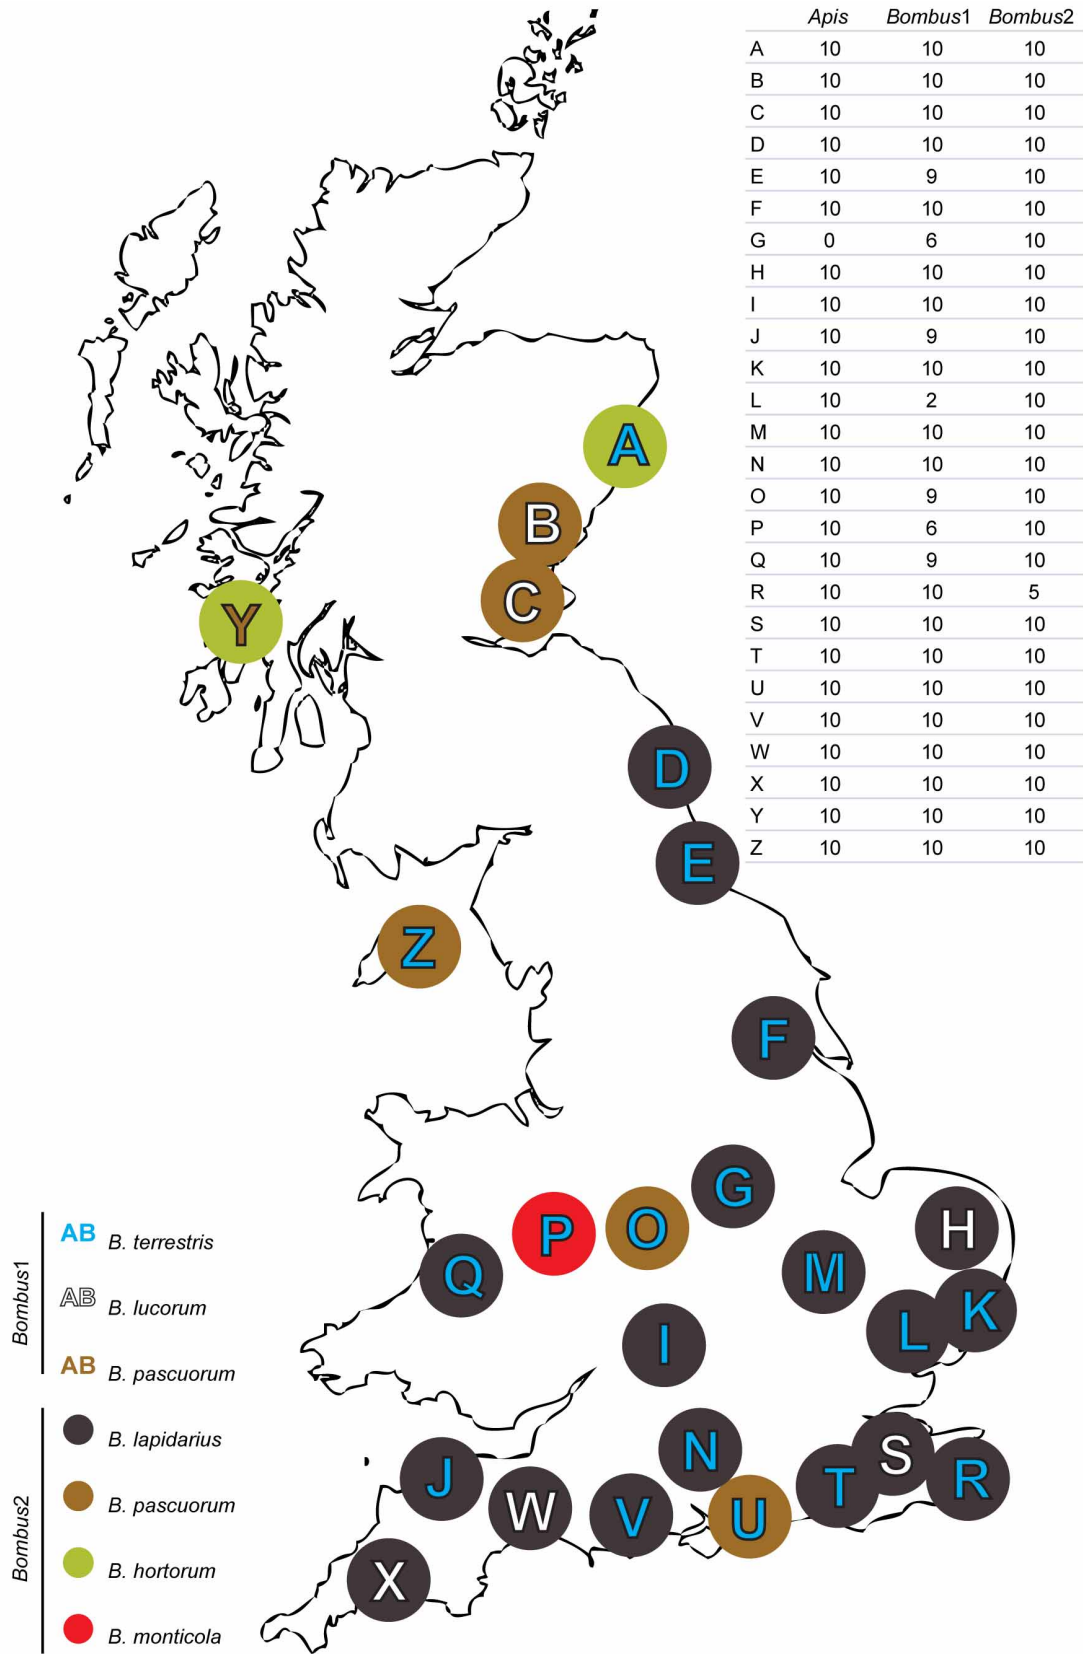 Apis Bombus1 Bombus2
A 10 10 10
B 10 10 10
C 10 10 10
D 10 10 10
E 10 9 10
F 10 10 10
G 0 6 10
H 10 10 10
I 10 10 10
J 10 9 10
K 10 10 10
L 10 2 10
M 10 10 10
N 10 10 10
O 10 9 10
P 10 6 10
Q 10 9 10
R 10 10 5
S 10 10 10
T 10 10 10
U 10 10 10
V 10 10 10
W 10 10 10
X 10 10 10
Y 10 10 10
Z 10 10 10
A
B
C
Y
D
E
Z
F
G
P O H
Q M
K
L
I
N
S
J T R
W V U
X
Bombus1
AB B. terrestris
AB B. lucorum
AB B. pascuorum
Bombus2
B. lapidarius
B. pascuorum
B. hortorum
B. monticola